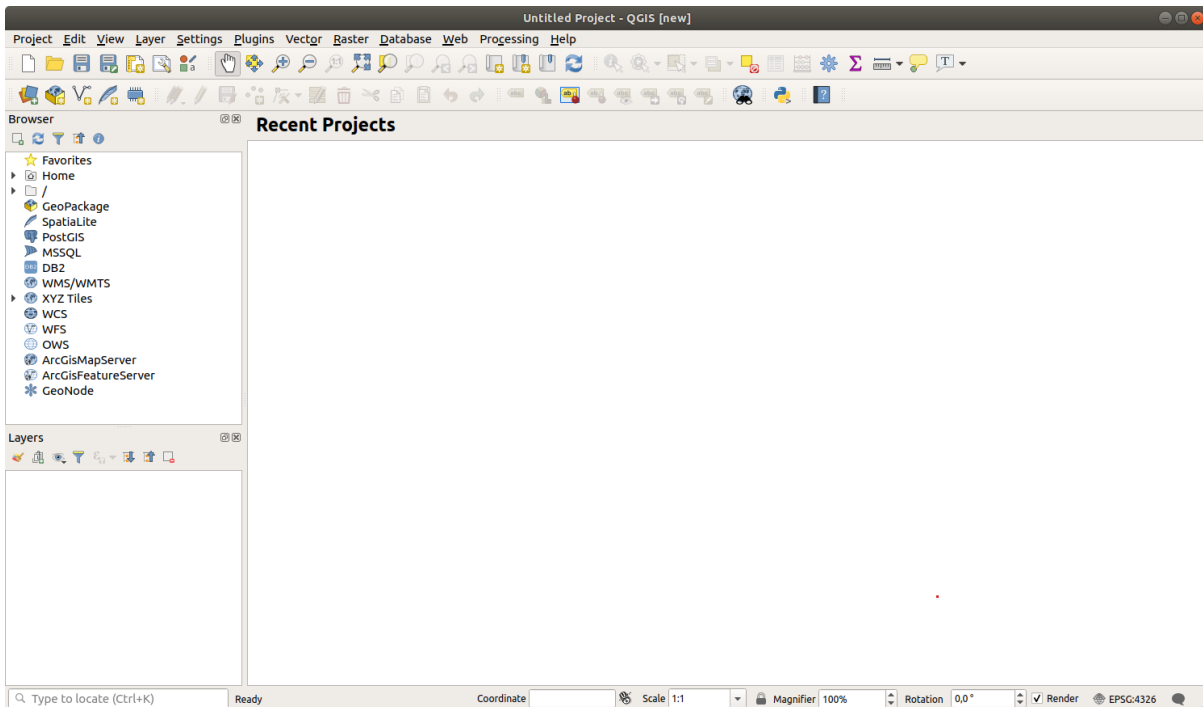 Untitled Project - QGIS [new]
Project Edit View Layer Settings Plugins Vector Raster Database Web Processing Help
Browser
Recent Projects
Favorites
Home
/
GeoPackage
SpatiaLite
PostGIS
MSSQL
DB2
WMS/WMTS
XYZ Tiles
WCS
WFS
OWS
ArcGisMapServer
ArcGisFeatureServer
GeoNode
Layers
Type to locate (Ctrl+K) Ready Coordinate Scale 1:1 Magnifier 100% Rotation 0,0 ° Render EPSG:4326